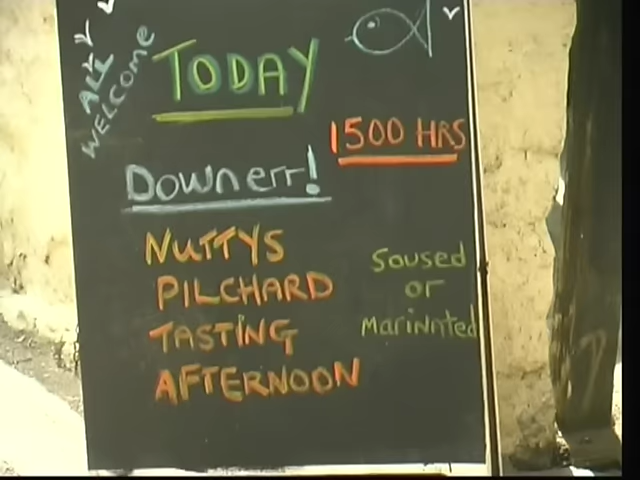 ALL
WELCOME
TODAY
1500 HRS
Downerr!
NUTTYS
PILCHARD
TASTING
AFTERNOON
Soused
or
Marinated